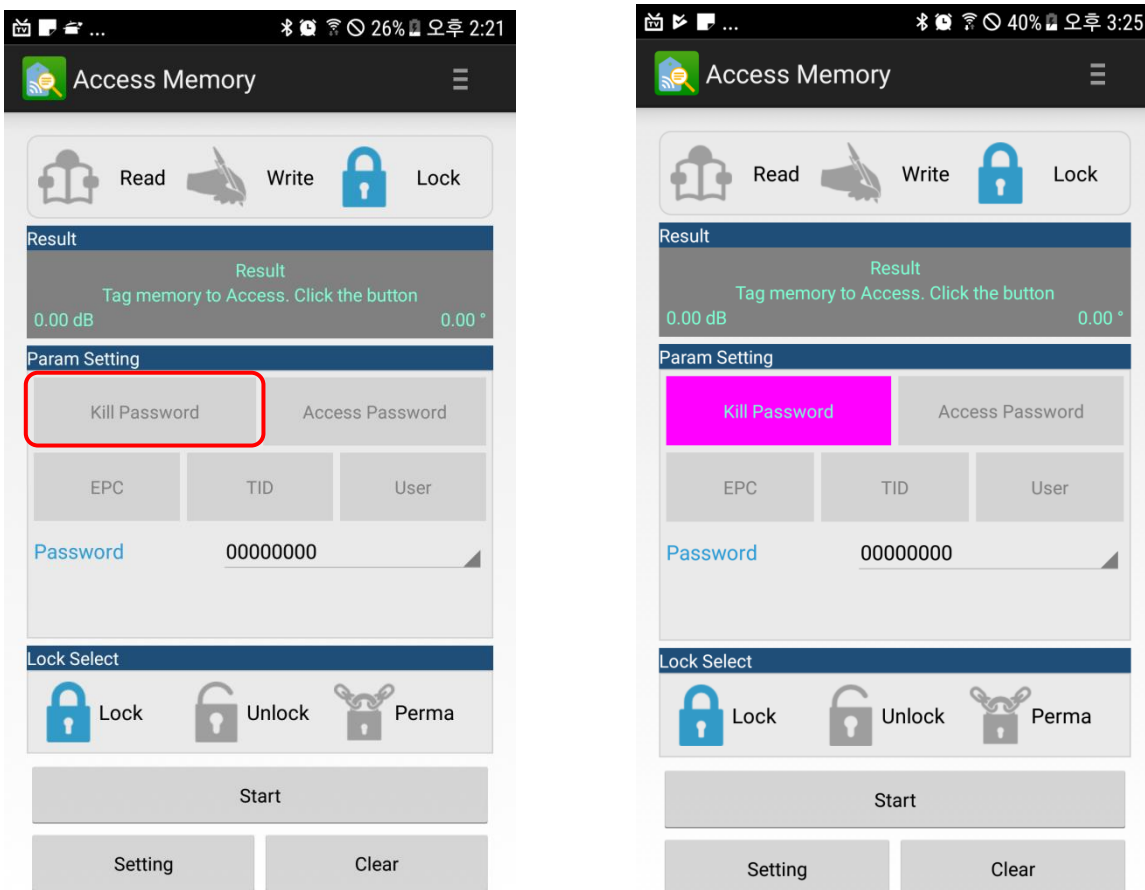 ... 26% 오후 2:21
Access Memory
Read Write Lock
Result
Result
Tag memory to Access. Click the button
0.00 dB 0.00 °
Param Setting
Kill Password Access Password
EPC TID User
Password 00000000
Lock Select
Lock Unlock Perma
Start
Setting Clear
... 40% 오후 3:25
Access Memory
Read Write Lock
Result
Result
Tag memory to Access. Click the button
0.00 dB 0.00 °
Param Setting
Kill Password Access Password
EPC TID User
Password 00000000
Lock Select
Lock Unlock Perma
Start
Setting Clear